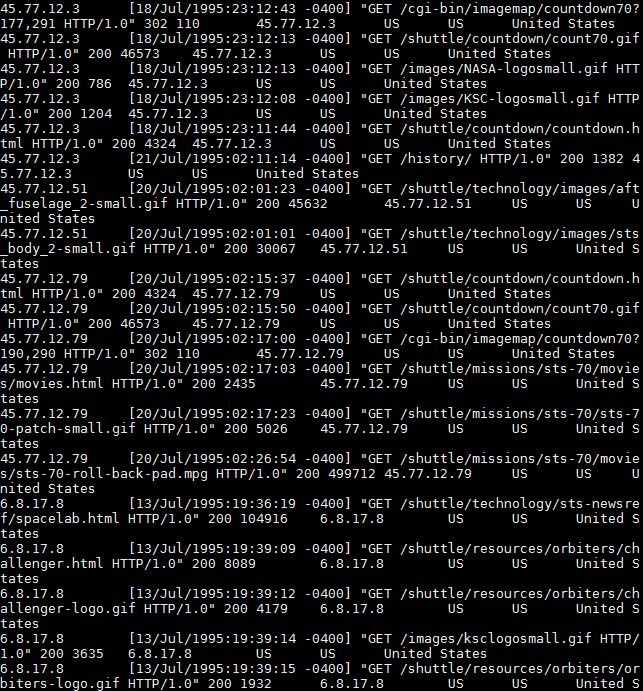 45.77.12.3      [18/Jul/1995:23:12:43 -0400] "GET /cgi-bin/imagemap/countdown70?
177,291 HTTP/1.0" 302 110       45.77.12.3      US      US      United States
45.77.12.3      [18/Jul/1995:23:12:13 -0400] "GET /shuttle/countdown/count70.gif
 HTTP/1.0" 200 46573    45.77.12.3      US      US      United States
45.77.12.3      [18/Jul/1995:23:12:13 -0400] "GET /images/NASA-logosmall.gif HTT
P/1.0" 200 786  45.77.12.3      US      US      United States
45.77.12.3      [18/Jul/1995:23:12:08 -0400] "GET /images/KSC-logosmall.gif HTTP
/1.0" 200 1204  45.77.12.3      US      US      United States
45.77.12.3      [18/Jul/1995:23:11:44 -0400] "GET /shuttle/countdown/countdown.h
tml HTTP/1.0" 200 4324  45.77.12.3      US      US      United States
45.77.12.3      [21/Jul/1995:02:11:14 -0400] "GET /history/ HTTP/1.0" 200 1382 4
5.77.12.3       US      US      United States
45.77.12.51     [20/Jul/1995:02:01:23 -0400] "GET /shuttle/technology/images/aft
_fuselage_2-small.gif HTTP/1.0" 200 45632       45.77.12.51     US      US      U
nited States
45.77.12.51     [20/Jul/1995:02:01:01 -0400] "GET /shuttle/technology/images/sts
_body_2-small.gif HTTP/1.0" 200 30067   45.77.12.51     US      US      United S
tates
45.77.12.79     [20/Jul/1995:02:15:37 -0400] "GET /shuttle/countdown/countdown.h
tml HTTP/1.0" 200 4324  45.77.12.79     US      US      United States
45.77.12.79     [20/Jul/1995:02:15:50 -0400] "GET /shuttle/countdown/count70.gif
 HTTP/1.0" 200 46573    45.77.12.79     US      US      United States
45.77.12.79     [20/Jul/1995:02:17:00 -0400] "GET /cgi-bin/imagemap/countdown70?
190,290 HTTP/1.0" 302 110       45.77.12.79     US      US      United States
45.77.12.79     [20/Jul/1995:02:17:03 -0400] "GET /shuttle/missions/sts-70/movie
s/movies.html HTTP/1.0" 200 2435        45.77.12.79     US      US      United S
tates
45.77.12.79     [20/Jul/1995:02:17:23 -0400] "GET /shuttle/missions/sts-70/sts-7
0-patch-small.gif HTTP/1.0" 200 5026    45.77.12.79     US      US      United S
tates
45.77.12.79     [20/Jul/1995:02:26:54 -0400] "GET /shuttle/missions/sts-70/movie
s/sts-70-roll-back-pad.mpg HTTP/1.0" 200 499712 45.77.12.79     US      US      U
nited States
6.8.17.8        [13/Jul/1995:19:36:19 -0400] "GET /shuttle/technology/sts-newsre
f/spacelab.html HTTP/1.0" 200 104916    6.8.17.8        US      US      United S
tates
6.8.17.8        [13/Jul/1995:19:39:09 -0400] "GET /shuttle/resources/orbiters/ch
allenger.html HTTP/1.0" 200 8089        6.8.17.8        US      US      United S
tates
6.8.17.8        [13/Jul/1995:19:39:12 -0400] "GET /shuttle/resources/orbiters/ch
allenger-logo.gif HTTP/1.0" 200 4179    6.8.17.8        US      US      United S
tates
6.8.17.8        [13/Jul/1995:19:39:14 -0400] "GET /images/ksclogosmall.gif HTTP/
1.0" 200 3635   6.8.17.8        US      US      United States
6.8.17.8        [13/Jul/1995:19:39:15 -0400] "GET /shuttle/resources/orbiters/or
biters-logo.gif HTTP/1.0" 200 1932      6.8.17.8        US      US      United S